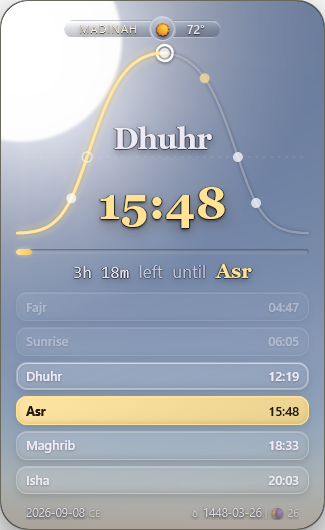 MADINAH 72°
Dhuhr
15:48
3h 18m left until Asr
Fajr 04:47
Sunrise 06:05
Dhuhr 12:19
Asr 15:48
Maghrib 18:33
Isha 20:03
2026-09-08 CE 1448-03-26 26